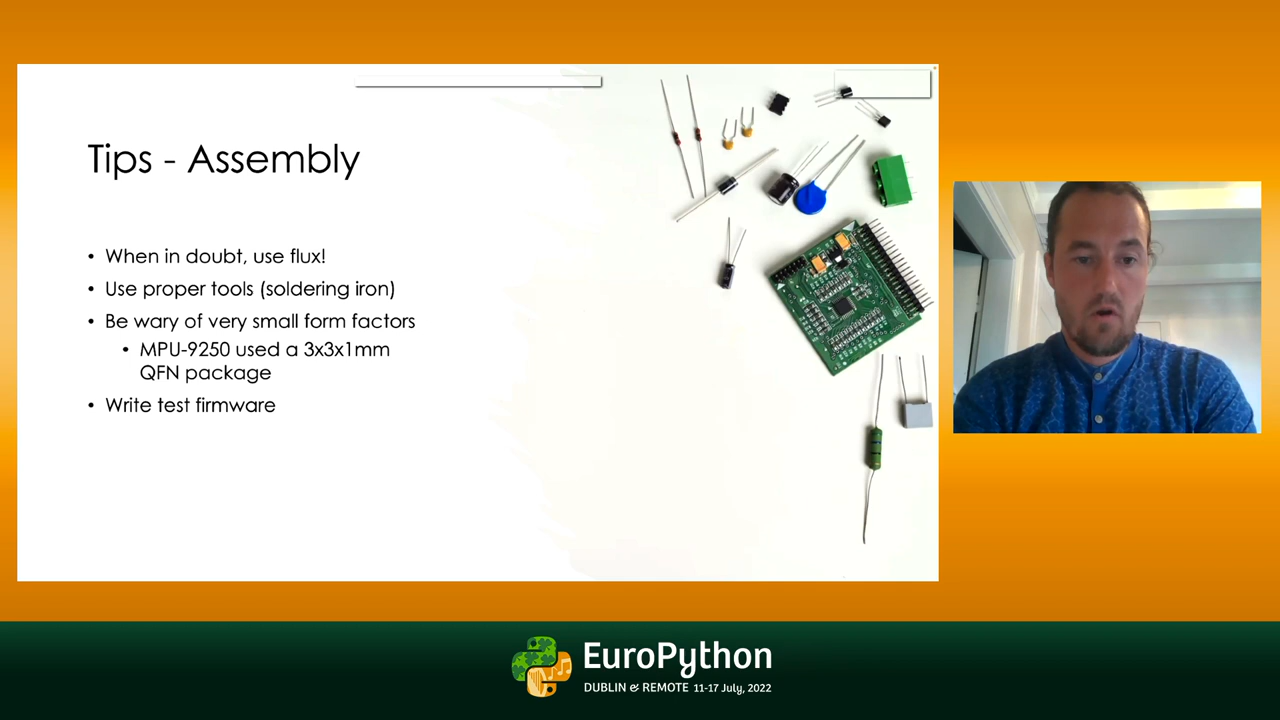 Tips - Assembly
• When in doubt, use flux!
• Use proper tools (soldering iron)
• Be wary of very small form factors
• MPU-9250 used a 3x3x1mm
QFN package
• Write test firmware
EuroPython
DUBLIN & REMOTE 11-17 July, 2022